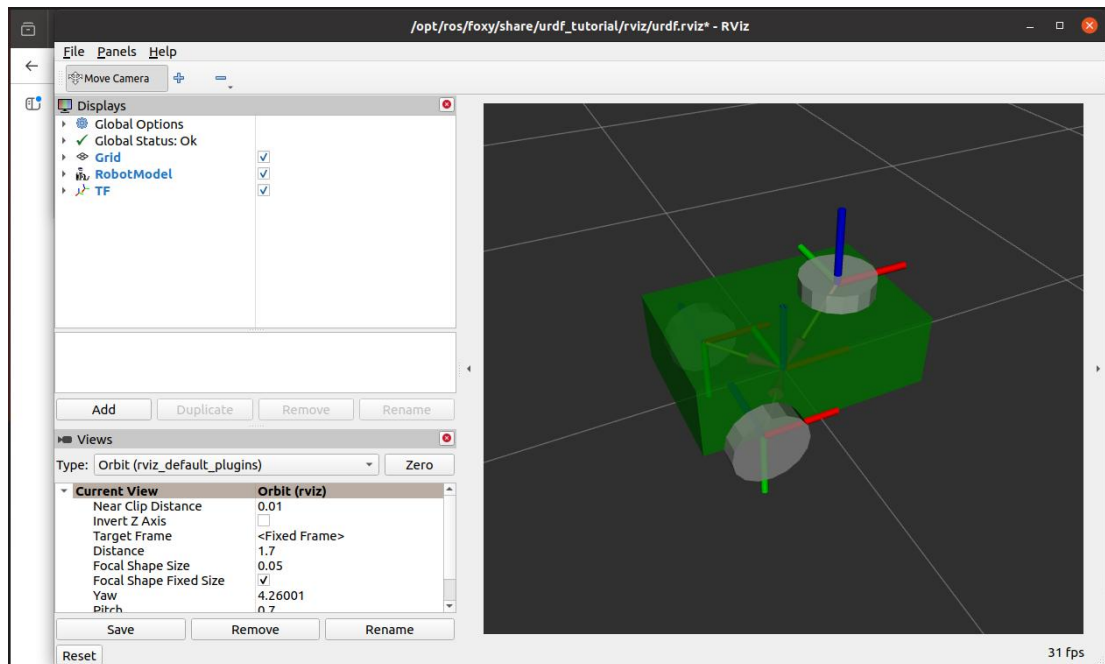 /opt/ros/foxy/share/urdf_tutorial/rviz/urdf.rviz* - RViz
File Panels Help
Move Camera
Displays
Global Options
Global Status: Ok
Grid
RobotModel
TF
Add Duplicate Remove Rename
Views
Type: Orbit (rviz_default_plugins) Zero
Current View Orbit (rviz)
Near Clip Distance 0.01
Invert Z Axis
Target Frame <Fixed Frame>
Distance 1.7
Focal Shape Size 0.05
Focal Shape Fixed Size
Yaw 4.26001
Pitch 0.7
Save Remove Rename
Reset 31 fps